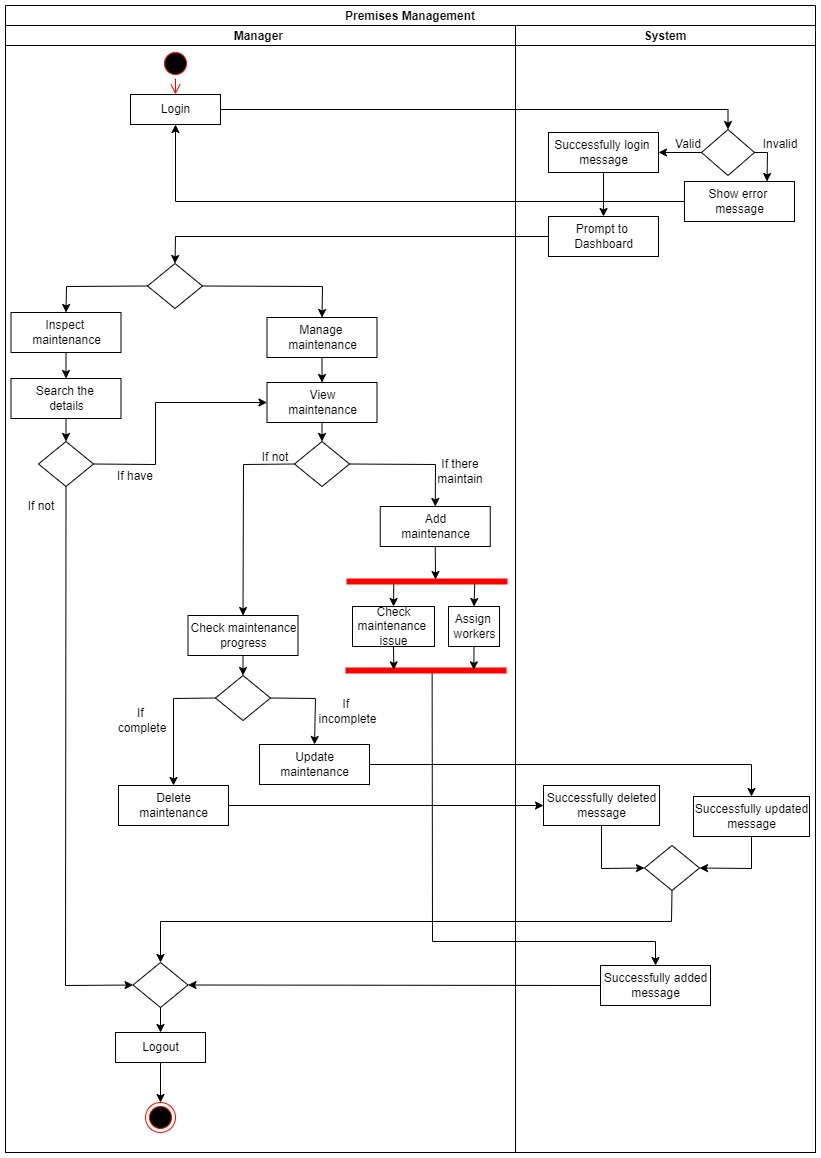 Premises Management
Manager
System
Login
Successfully login
message
Valid
Invalid
Show error
message
Prompt to
Dashboard
Inspect
maintenance
Manage
maintenance
Search the
details
View
maintenance
If have
If not
If not
If there
maintain
Add
maintenance
Check
maintenance
issue
Assign
workers
Check maintenance
progress
If
complete
If
incomplete
Update
maintenance
Delete
maintenance
Successfully deleted
message
Successfully updated
message
Successfully added
message
Logout